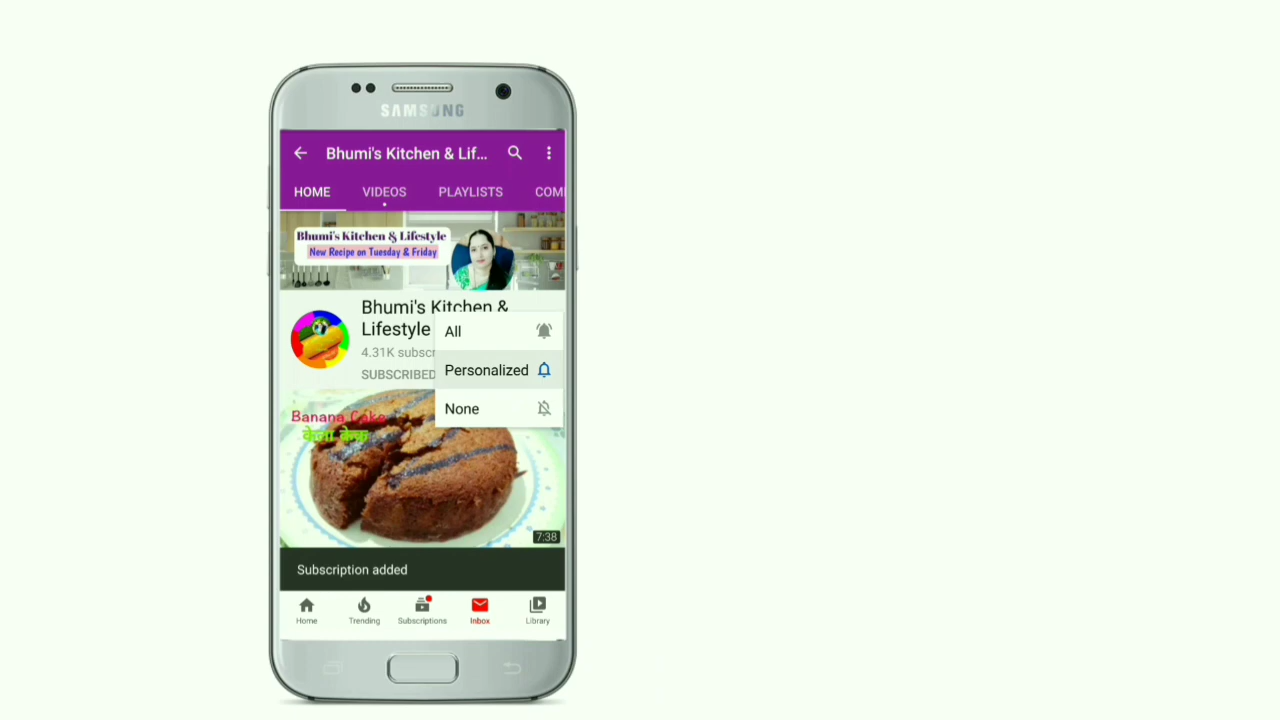 SAMSUNG
Bhumi's Kitchen & Lif...
HOME VIDEOS PLAYLISTS COM
Bhumi's Kitchen & Lifestyle
New Recipe on Tuesday & Friday
Bhumi's Kitchen &
Lifestyle
All
4.31K subscr
Personalized
SUBSCRIBED
None
Banana Cake
केला केक
7:38
Subscription added
Home Trending Subscriptions Inbox Library